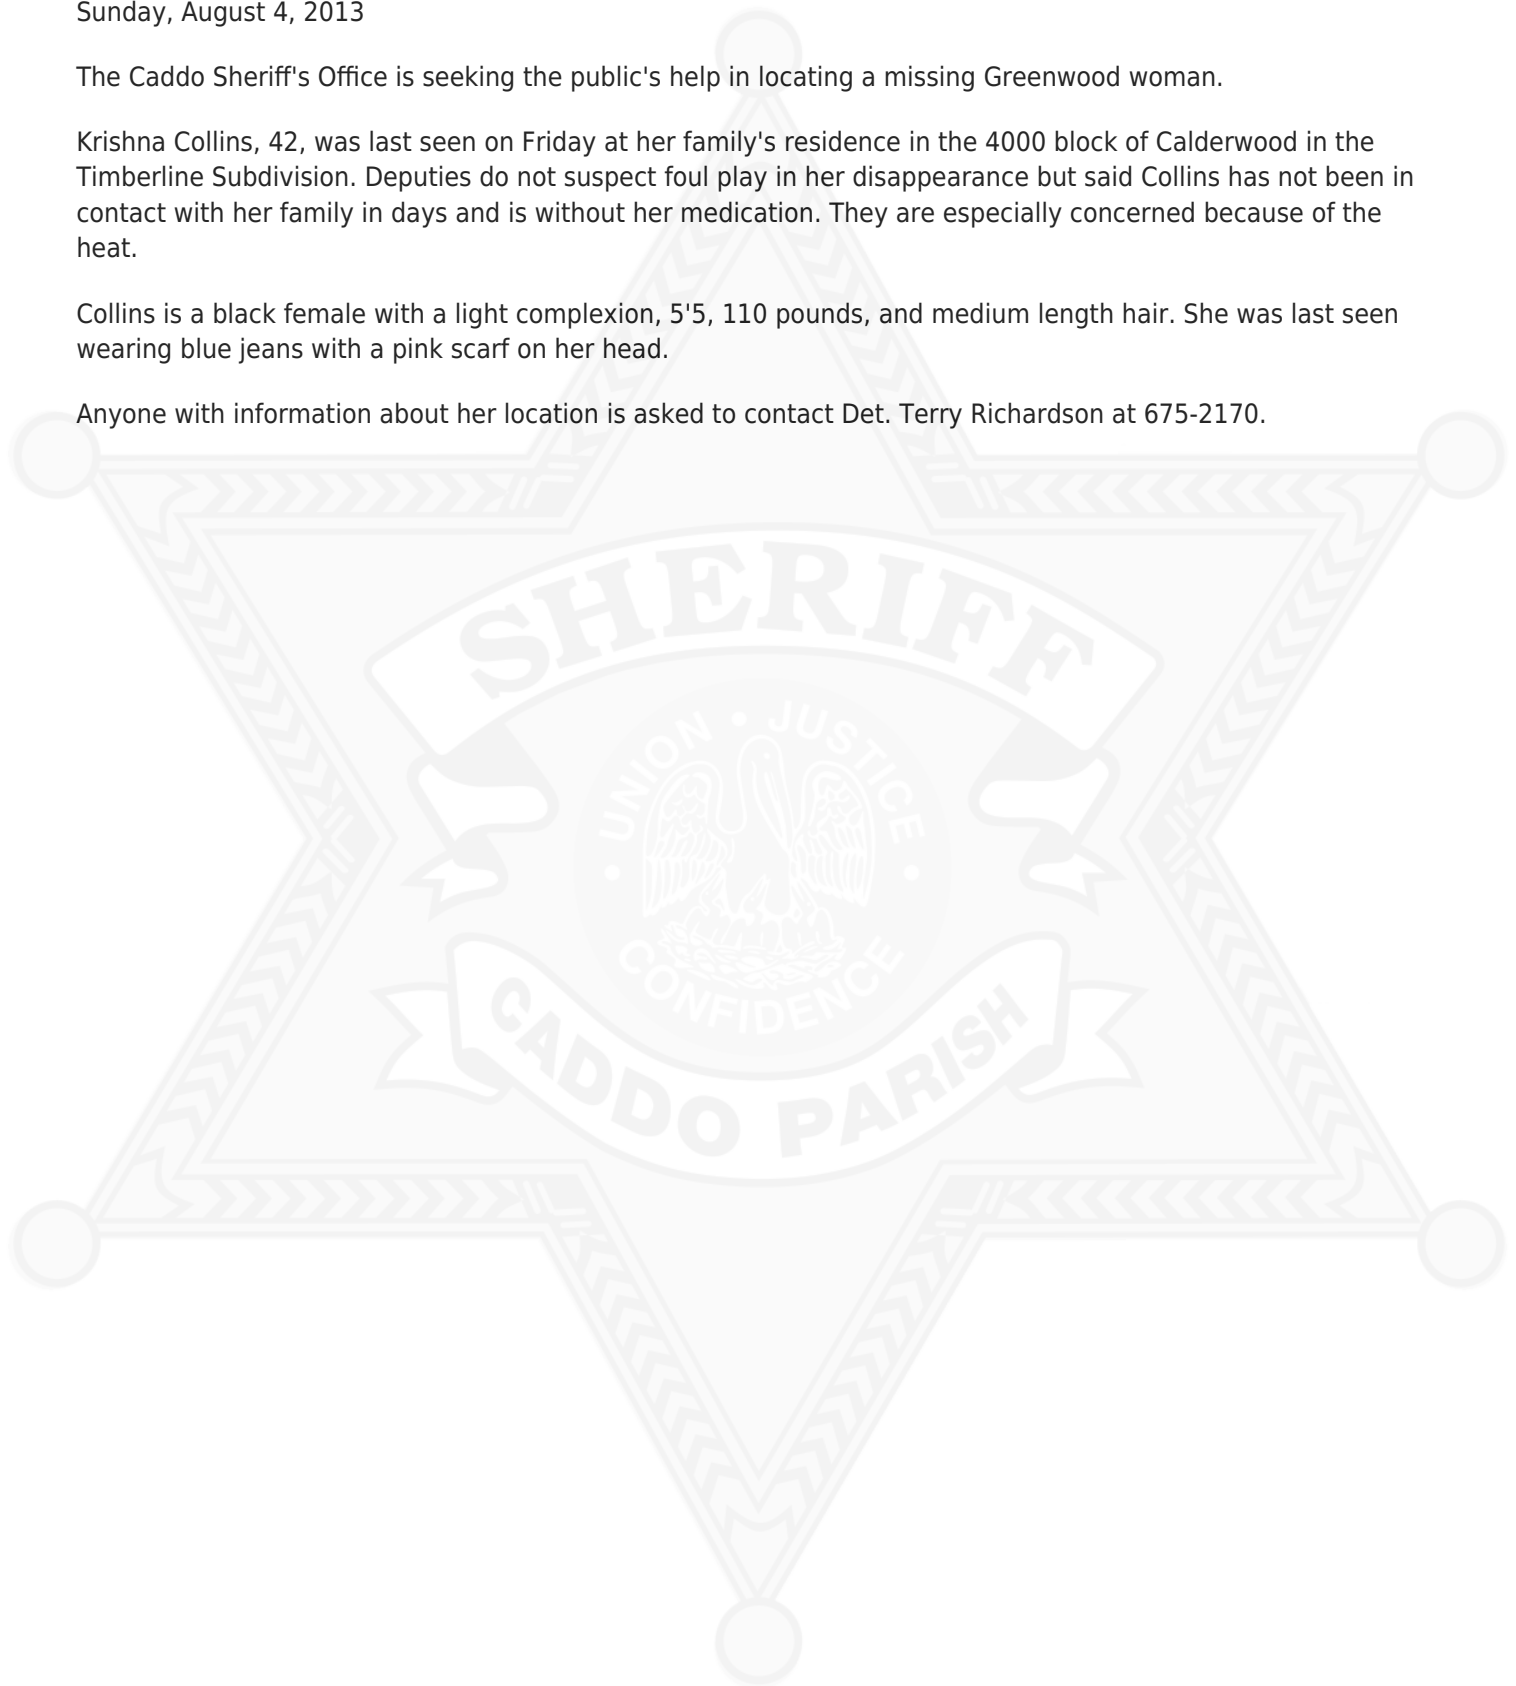 Sunday, August 4, 2013
The Caddo Sheriff's Office is seeking the public's help in locating a missing Greenwood woman.
Krishna Collins, 42, was last seen on Friday at her family's residence in the 4000 block of Calderwood in the
Timberline Subdivision. Deputies do not suspect foul play in her disappearance but said Collins has not been in
contact with her family in days and is without her medication. They are especially concerned because of the
heat.
Collins is a black female with a light complexion, 5'5, 110 pounds, and medium length hair. She was last seen
wearing blue jeans with a pink scarf on her head.
Anyone with information about her location is asked to contact Det. Terry Richardson at 675-2170.
SHERIFF
UNION • JUSTICE
• CONFIDENCE •
CADDO PARISH